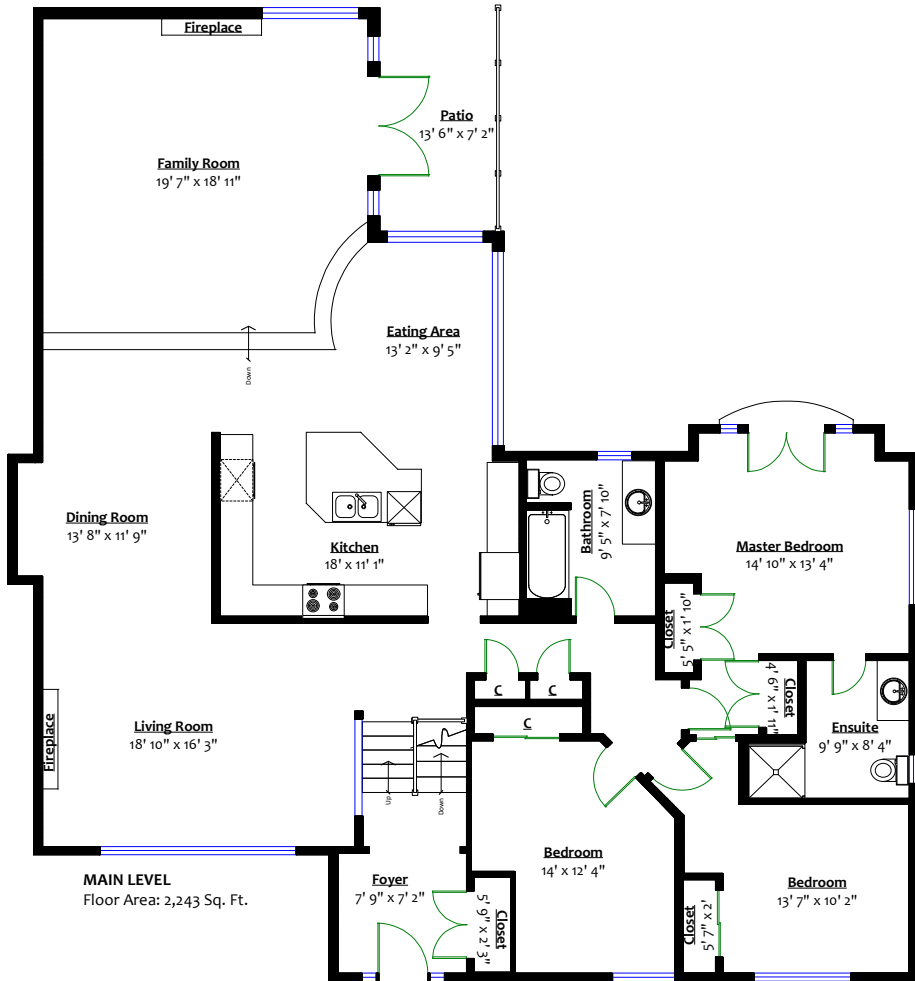 Fireplace
Patio
13' 6" x 7' 2"
Family Room
19' 7" x 18' 11"
Eating Area
13' 2" x 9' 5"
Down
Dining Room
13' 8" x 11' 9"
Kitchen
18' x 11' 1"
Bathroom
9' 5" x 7' 10"
Master Bedroom
14' 10" x 13' 4"
Closet
5' 5" x 1' 10"
Closet
4' 6" x 1' 11"
C
C
C
Living Room
18' 10" x 16' 3"
Fireplace
Ensuite
9' 9" x 8' 4"
Up
Down
Bedroom
14' x 12' 4"
Foyer
7' 9" x 7' 2"
Closet
5' 9" x 2' 3"
Bedroom
13' 7" x 10' 2"
Closet
5' 7" x 2'
MAIN LEVEL
Floor Area: 2,243 Sq. Ft.